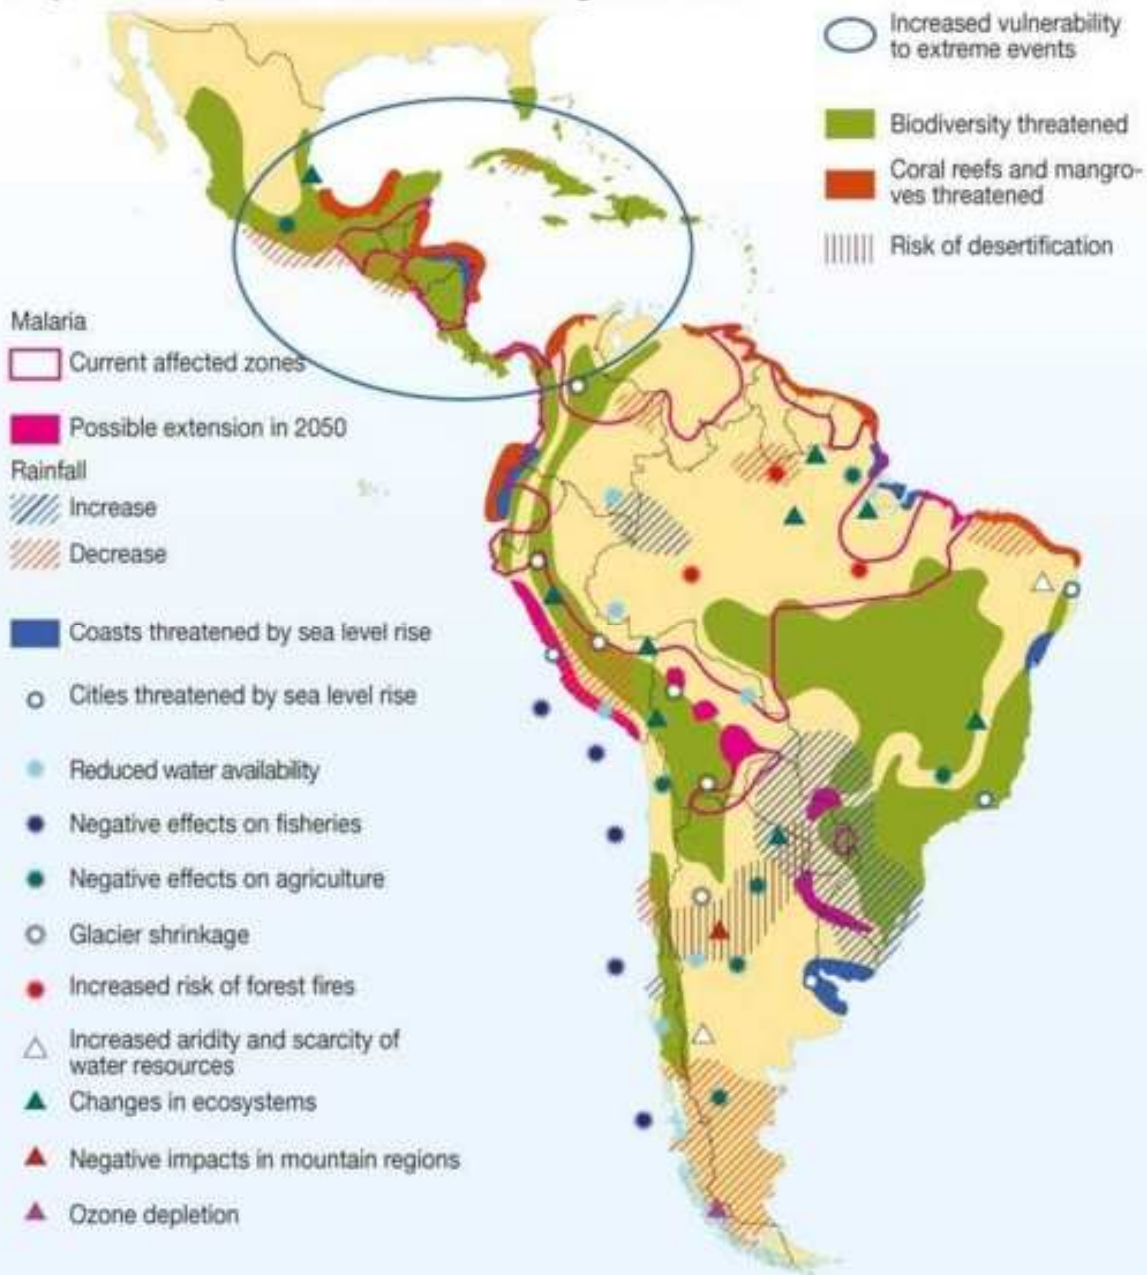 Increased vulnerability
to extreme events
Biodiversity threatened
Coral reefs and mangro-
ves threatened
Risk of desertification
Malaria
Current affected zones
Possible extension in 2050
Rainfall
Increase
Decrease
Coasts threatened by sea level rise
Cities threatened by sea level rise
Reduced water availability
Negative effects on fisheries
Negative effects on agriculture
Glacier shrinkage
Increased risk of forest fires
Increased aridity and scarcity of
water resources
Changes in ecosystems
Negative impacts in mountain regions
Ozone depletion